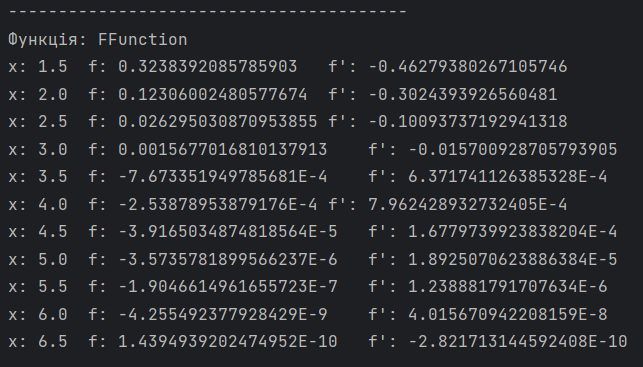 ----------------------------------------
Функція: FFunction
x: 1.5  f: 0.3238392085785903   f': -0.46279380267105746
x: 2.0  f: 0.12306002480577674  f': -0.3024393926560481
x: 2.5  f: 0.026295030870953855 f': -0.10093737192941318
x: 3.0  f: 0.0015677016810137913    f': -0.015700928705793905
x: 3.5  f: -7.673351949785681E-4    f': 6.371741126385328E-4
x: 4.0  f: -2.53878953879176E-4 f': 7.962428932732405E-4
x: 4.5  f: -3.9165034874818564E-5   f': 1.6779739923838204E-4
x: 5.0  f: -3.5735781899566237E-6   f': 1.8925070623886384E-5
x: 5.5  f: -1.9046614961655723E-7   f': 1.238881791707634E-6
x: 6.0  f: -4.255492377928429E-9    f': 4.015670942208159E-8
x: 6.5  f: 1.4394939202474952E-10   f': -2.821713144592408E-10